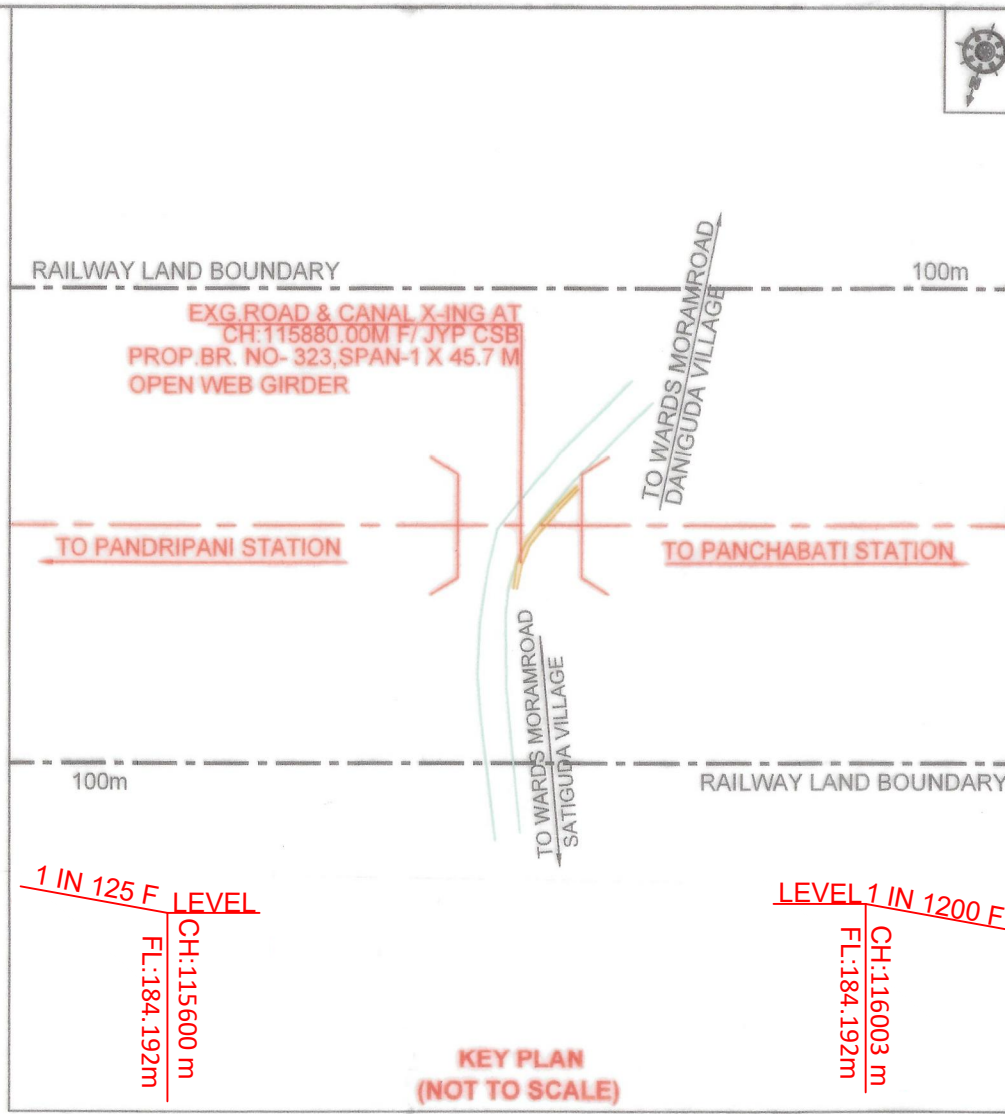 N
RAILWAY LAND BOUNDARY
100m
EXG.ROAD & CANAL X-ING AT
CH:115880.00M F/ JYP CSB
PROP.BR. NO- 323,SPAN-1 X 45.7 M
OPEN WEB GIRDER
TO WARDS MORAMROAD
DANIGUDA VILLAGE
TO PANDRIPANI STATION
TO PANCHABATI STATION
TO WARDS MORAMROAD
SATIGUDA VILLAGE
100m
RAILWAY LAND BOUNDARY
1 IN 125 F
LEVEL
CH:115600 m
FL:184.192m
LEVEL
1 IN 1200 F
CH:116003 m
FL:184.192m
KEY PLAN
(NOT TO SCALE)